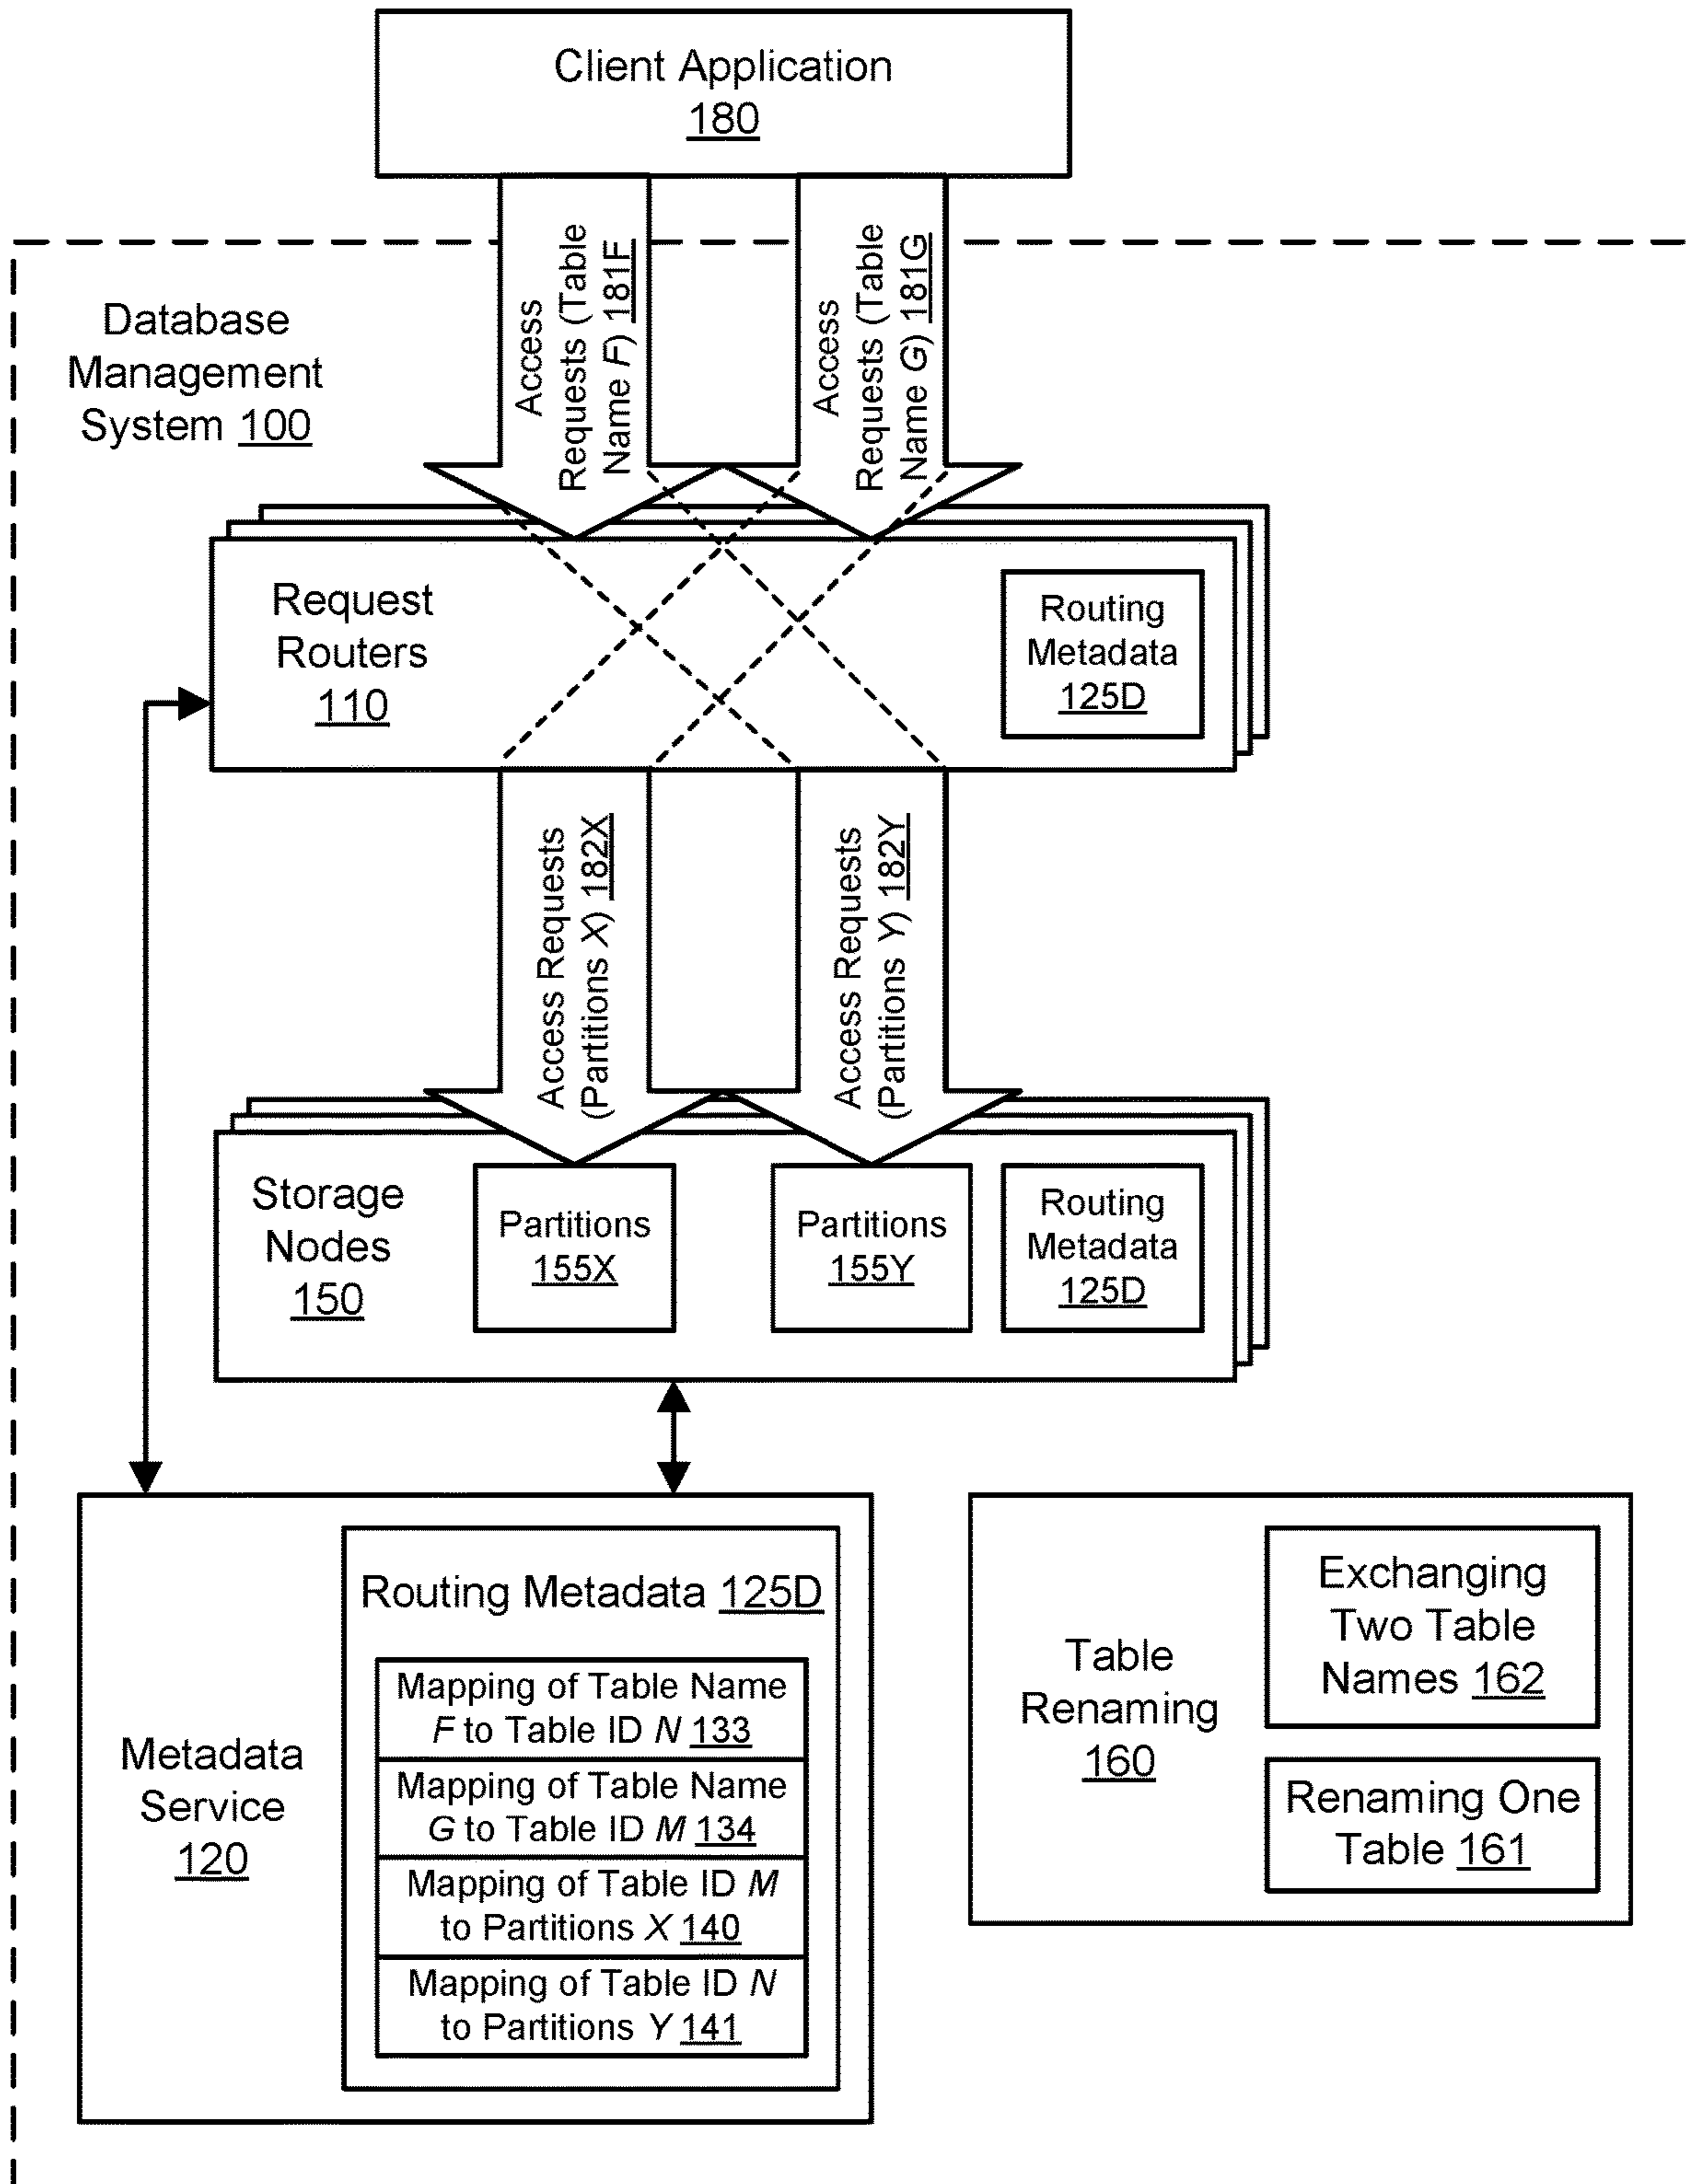 Client Application
180
Access
Requests (Table
Name F) 181F
Access
Requests (Table
Name G) 181G
Database
Management
System 100
Request
Routers
110
Routing
Metadata
125D
Access Requests
(Partitions X) 182X
Access Requests
(Partitions Y) 182Y
Storage
Nodes
150
Partitions
155X
Partitions
155Y
Routing
Metadata
125D
Metadata
Service
120
Routing Metadata 125D
Mapping of Table Name
F to Table ID N 133
Mapping of Table Name
G to Table ID M 134
Mapping of Table ID M
to Partitions X 140
Mapping of Table ID N
to Partitions Y 141
Table
Renaming
160
Exchanging
Two Table
Names 162
Renaming One
Table 161